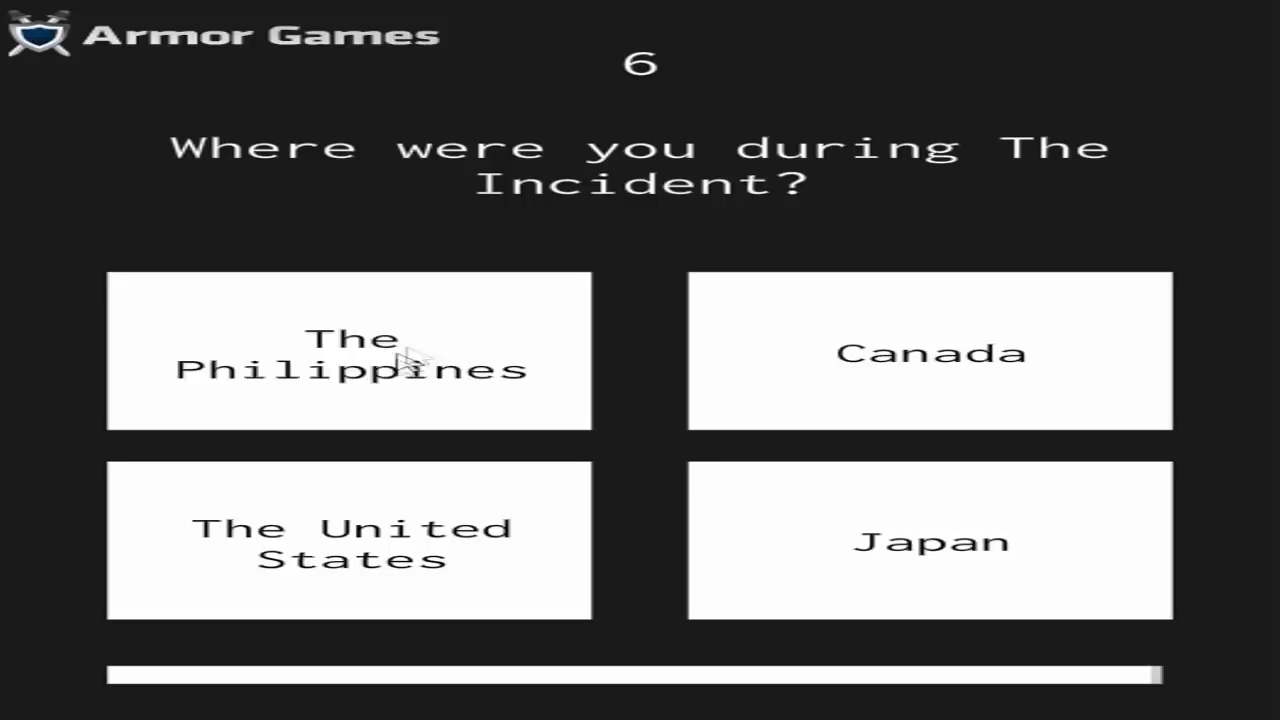 Armor Games
6
Where were you during The
Incident?
The
Philippines
Canada
The United
States
Japan